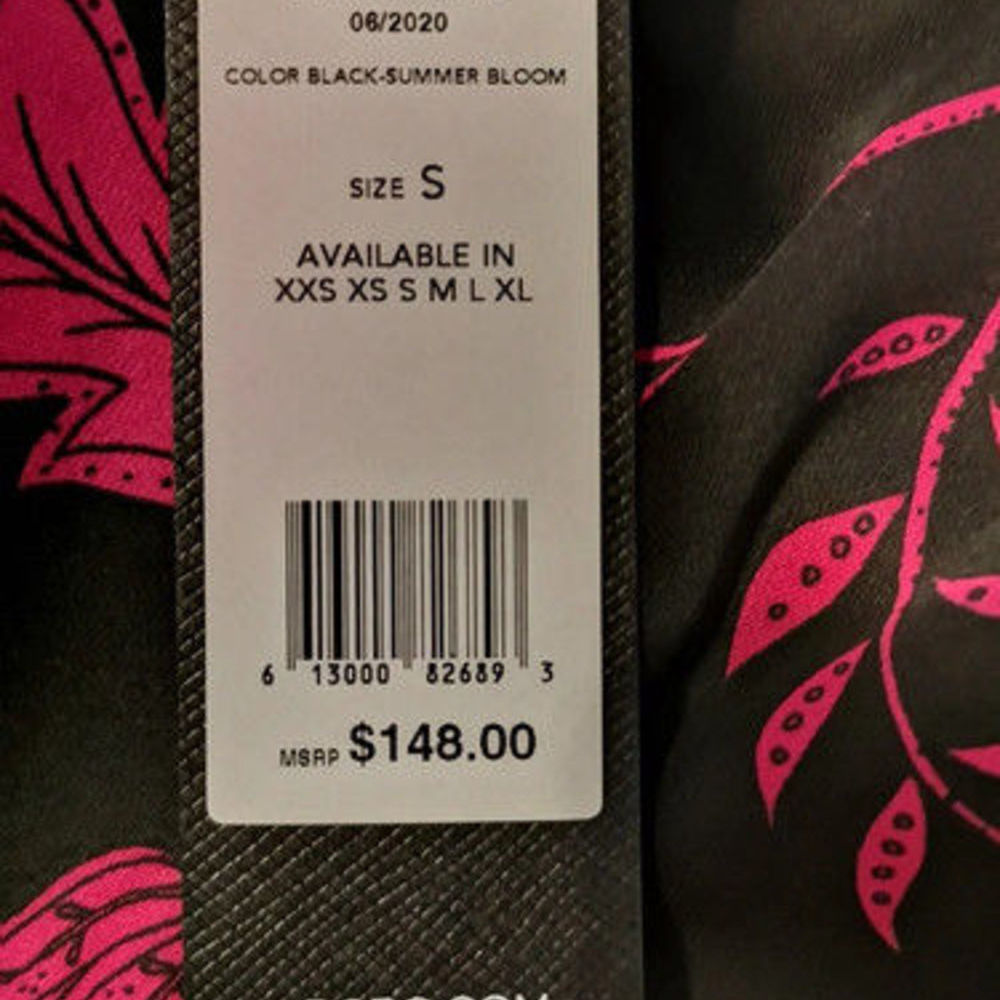 06/2020
COLOR BLACK-SUMMER BLOOM
SIZE S
AVAILABLE IN
XXS XS S M L XL
6 13000 82689 3
MSRP $148.00